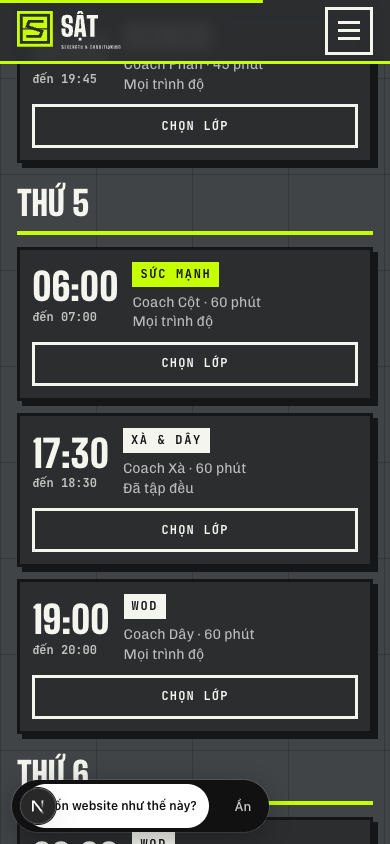 SẮT
STRENGTH & CONDITIONING
đến 19:45
Coach Phấn · 45 phút
Mọi trình độ
CHỌN LỚP
THỨ 5
06:00
SỨC MẠNH
đến 07:00
Coach Cột · 60 phút
Mọi trình độ
CHỌN LỚP
17:30
XÀ & DÂY
đến 18:30
Coach Xà · 60 phút
Đã tập đều
CHỌN LỚP
19:00
WOD
đến 20:00
Coach Dây · 60 phút
Mọi trình độ
CHỌN LỚP
THỨ 6
N
ốn website như thế này?
Ẩn
WOD